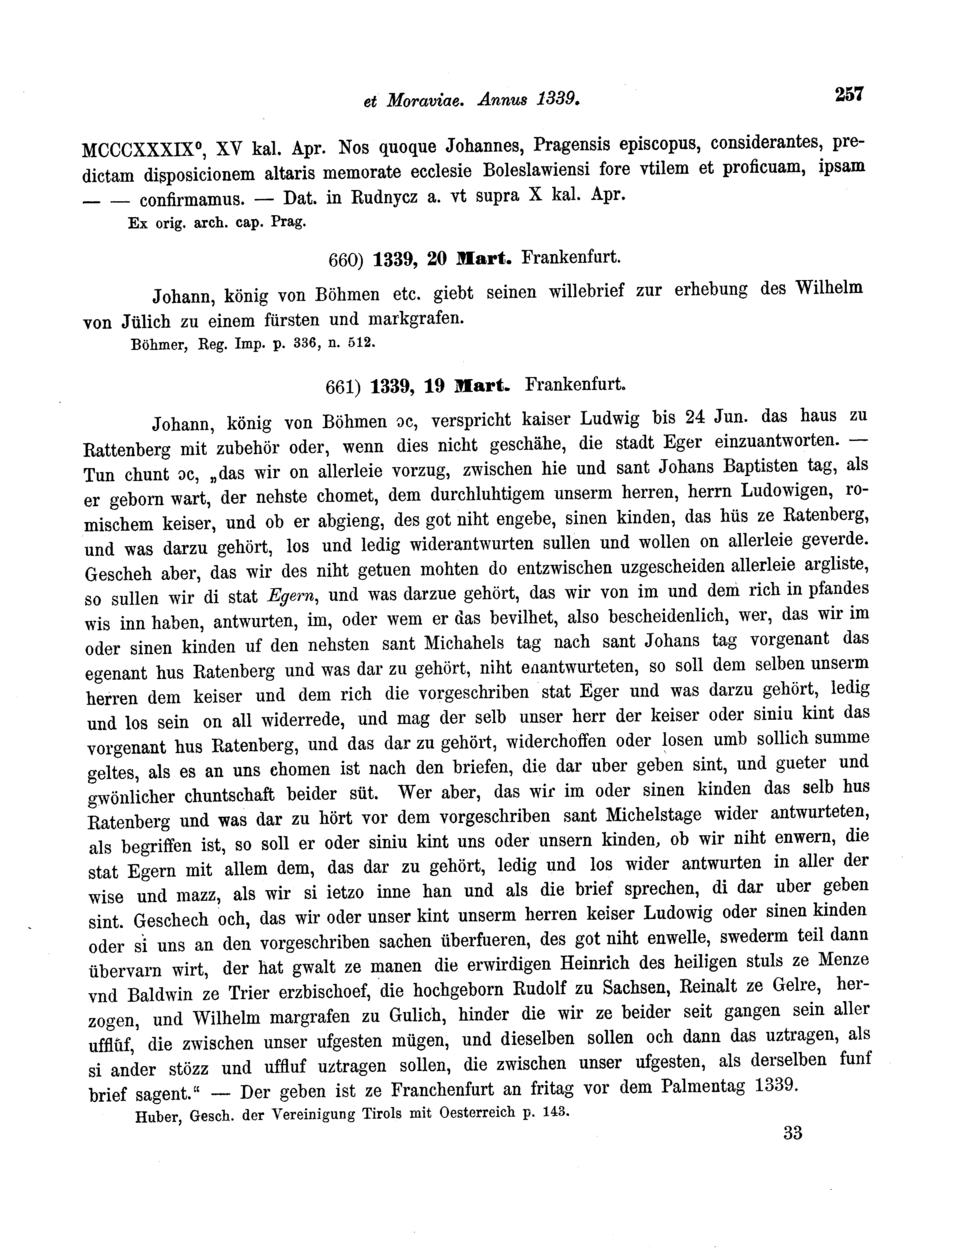 et Moraviae. Annus 1339. 257
MCCCXXXIX⁰, XV kal. Apr. Nos quoque Johannes, Pragensis episcopus, considerantes, pre-
dictam disposicionem altaris memorate ecclesie Boleslawiensi fore vtilem et proficuam, ipsam
— — confirmamus. — Dat. in Rudnycz a. vt supra X kal. Apr.
Ex orig. arch. cap. Prag.
660) 1339, 20 Mart. Frankenfurt.
Johann, könig von Böhmen etc. giebt seinen willebrief zur erhebung des Wilhelm
von Jülich zu einem fürsten und markgrafen.
Böhmer, Reg. Imp. p. 336, n. 512.
661) 1339, 19 Mart. Frankenfurt.
Johann, könig von Böhmen ɔc, verspricht kaiser Ludwig bis 24 Jun. das haus zu
Rattenberg mit zubehör oder, wenn dies nicht geschähe, die stadt Eger einzuantworten. —
Tun chunt ɔc, „das wir on allerleie vorzug, zwischen hie und sant Johans Baptisten tag, als
er geborn wart, der nehste chomet, dem durchluhtigem unserm herren, herrn Ludowigen, ro-
mischem keiser, und ob er abgieng, des got niht engebe, sinen kinden, das hüs ze Ratenberg,
und was darzu gehört, los und ledig widerantwurten sullen und wollen on allerleie geverde.
Gescheh aber, das wir des niht getuen mohten do entzwischen uzgescheiden allerleie argliste,
so sullen wir di stat Egern, und was darzue gehört, das wir von im und dem rich in pfandes
wis inn haben, antwurten, im, oder wem er das bevilhet, also bescheidenlich, wer, das wir im
oder sinen kinden uf den nehsten sant Michahels tag nach sant Johans tag vorgenant das
egenant hus Ratenberg und was dar zu gehört, niht enantwurteten, so soll dem selben unserm
herren dem keiser und dem rich die vorgeschriben stat Eger und was darzu gehört, ledig
und los sein on all widerrede, und mag der selb unser herr der keiser oder siniu kint das
vorgenant hus Ratenberg, und das dar zu gehört, widerchoffen oder losen umb sollich summe
geltes, als es an uns chomen ist nach den briefen, die dar uber geben sint, und gueter und
gwönlicher chuntschaft beider süt. Wer aber, das wir im oder sinen kinden das selb hus
Ratenberg und was dar zu hört vor dem vorgeschriben sant Michelstage wider antwurteten,
als begriffen ist, so soll er oder siniu kint uns oder unsern kinden, ob wir niht enwern, die
stat Egern mit allem dem, das dar zu gehört, ledig und los wider antwurten in aller der
wise und mazz, als wir si ietzo inne han und als die brief sprechen, di dar uber geben
sint. Geschech och, das wir oder unser kint unserm herren keiser Ludowig oder sinen kinden
oder si uns an den vorgeschriben sachen überfueren, des got niht enwelle, swederm teil dann
übervarn wirt, der hat gwalt ze manen die erwirdigen Heinrich des heiligen stuls ze Menze
vnd Baldwin ze Trier erzbischoef, die hochgeborn Rudolf zu Sachsen, Reinalt ze Gelre, her-
zogen, und Wilhelm margrafen zu Gulich, hinder die wir ze beider seit gangen sein aller
ufflüf, die zwischen unser ufgesten mügen, und dieselben sollen och dann das uztragen, als
si ander stözz und uffluf uztragen sollen, die zwischen unser ufgesten, als derselben funf
brief sagent.“ — Der geben ist ze Franchenfurt an fritag vor dem Palmentag 1339.
Huber, Gesch. der Vereinigung Tirols mit Oesterreich p. 143.
33